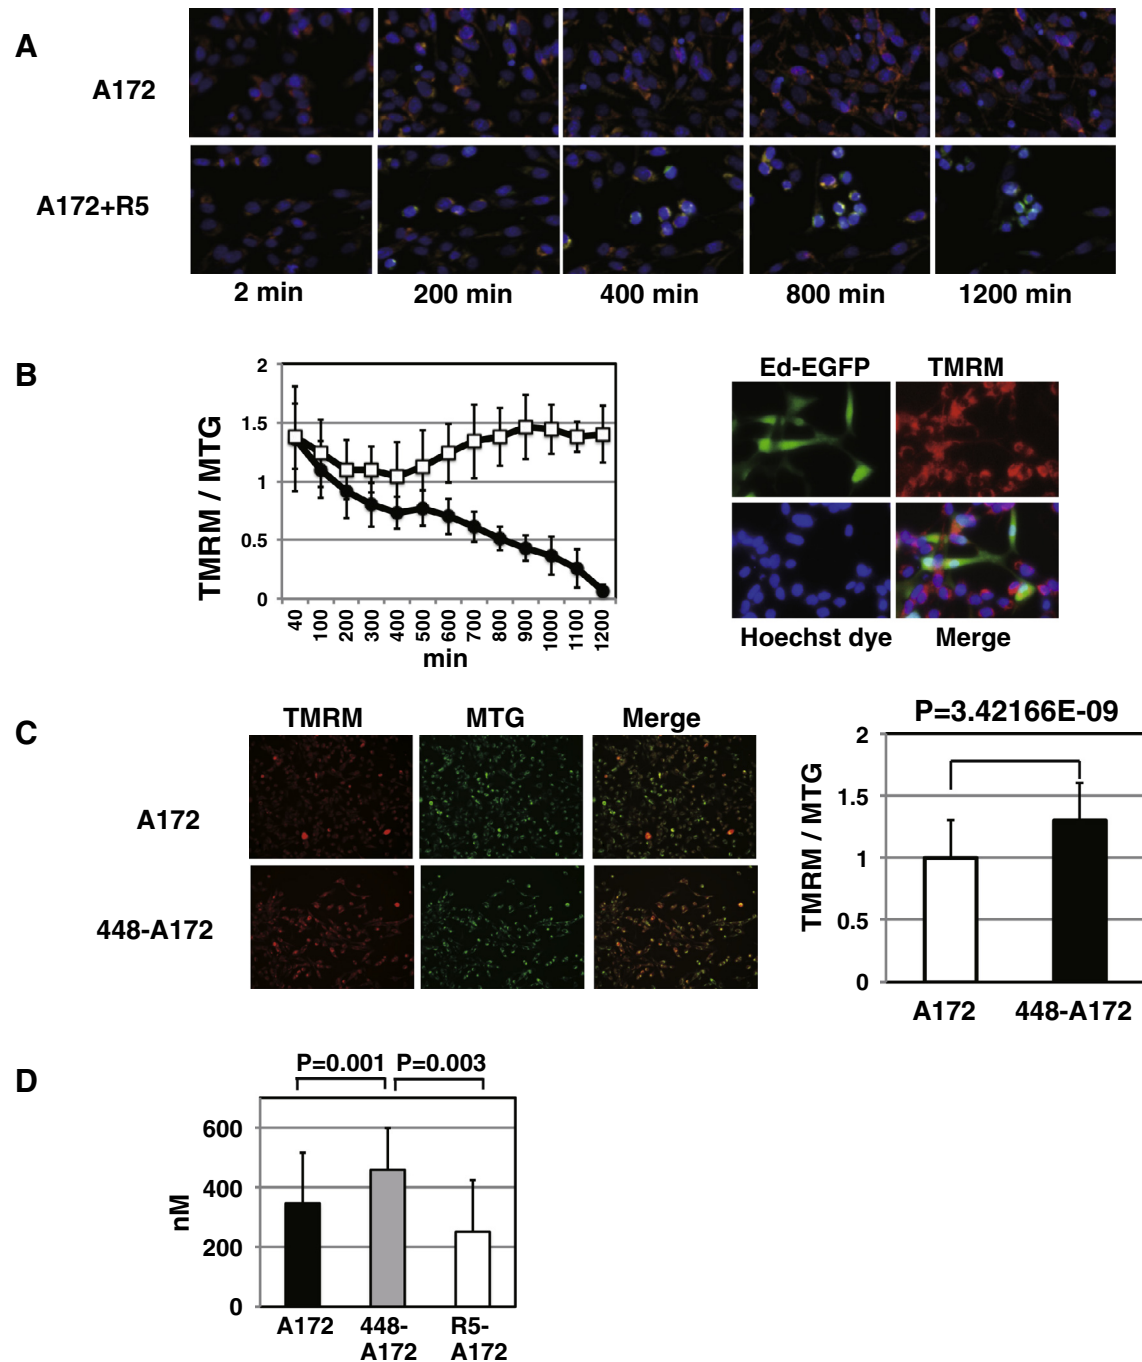 A
A172
A172+R5
2 min 200 min 400 min 800 min 1200 min
B
TMRM / MTG
2
1.5
1
0.5
0
40 100 200 300 400 500 600 700 800 900 1000 1100 1200
min
Ed-EGFP TMRM
Hoechst dye Merge
C
TMRM MTG Merge
A172
448-A172
P=3.42166E-09
TMRM / MTG
2
1.5
1
0.5
0
A172 448-A172
D
P=0.001 P=0.003
nM
600
400
200
0
A172 448-A172 R5-A172